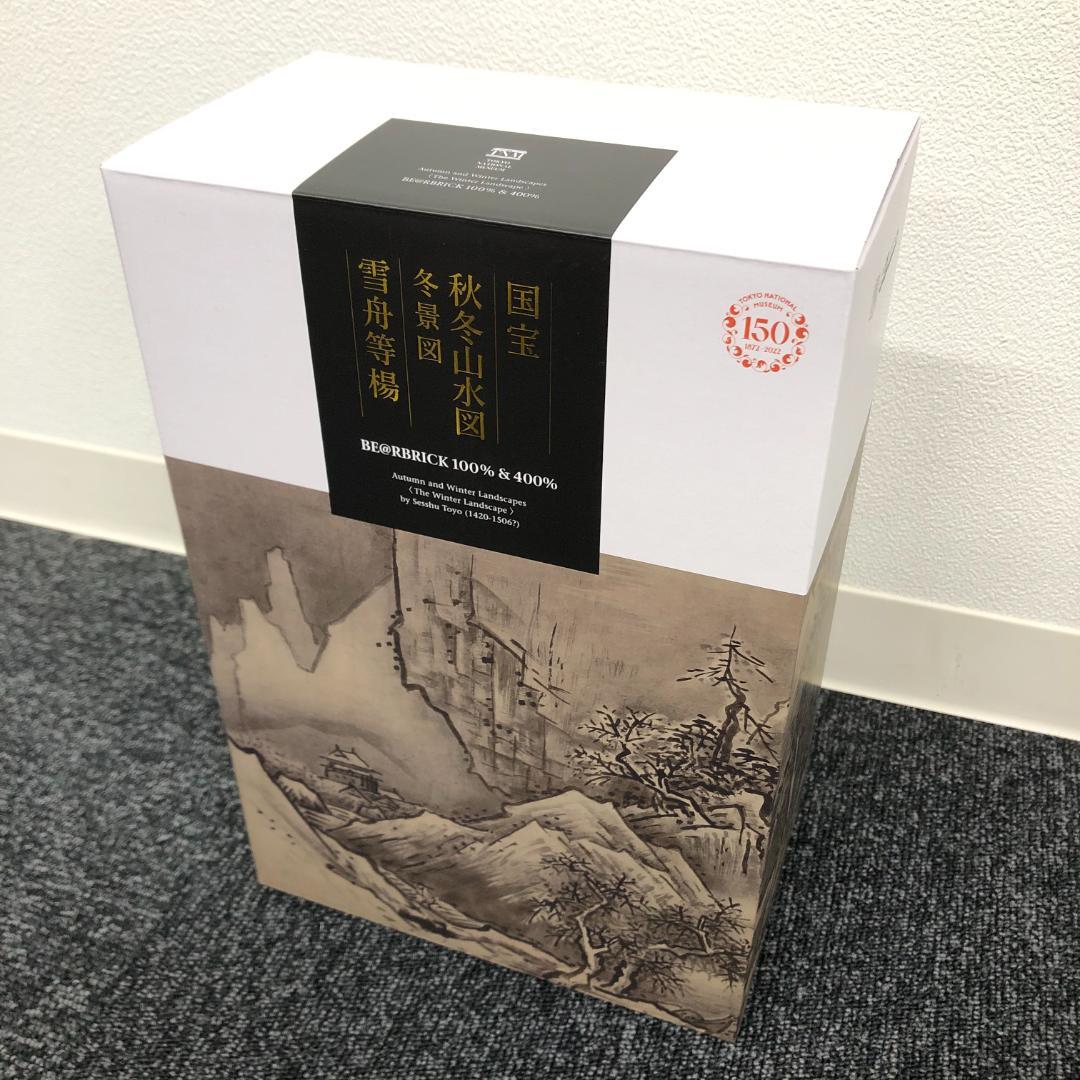 TNM
TOKYO
NATIONAL
MUSEUM
Autumn and Winter Landscapes
〈The Winter Landscape〉
BE@RBRICK 100% & 400%
国宝
秋冬山水図
冬景図
雪舟等楊
BE@RBRICK 100% & 400%
Autumn and Winter Landscapes
〈The Winter Landscape〉
by Sesshu Toyo (1420-1506?)
TOKYO NATIONAL
MUSEUM
150
1872-2022